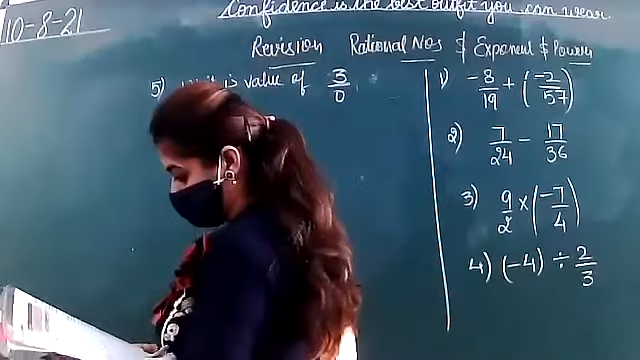 Confidence is the best outfit you can wear.
10-8-21
Revision Rational Nos & Exponent & Power
5) is value of 3/0
1) -8/19 + (-2/57)
2) 7/24 - 17/36
3) 9/2 × (-7/4)
4) (-4) ÷ 2/3